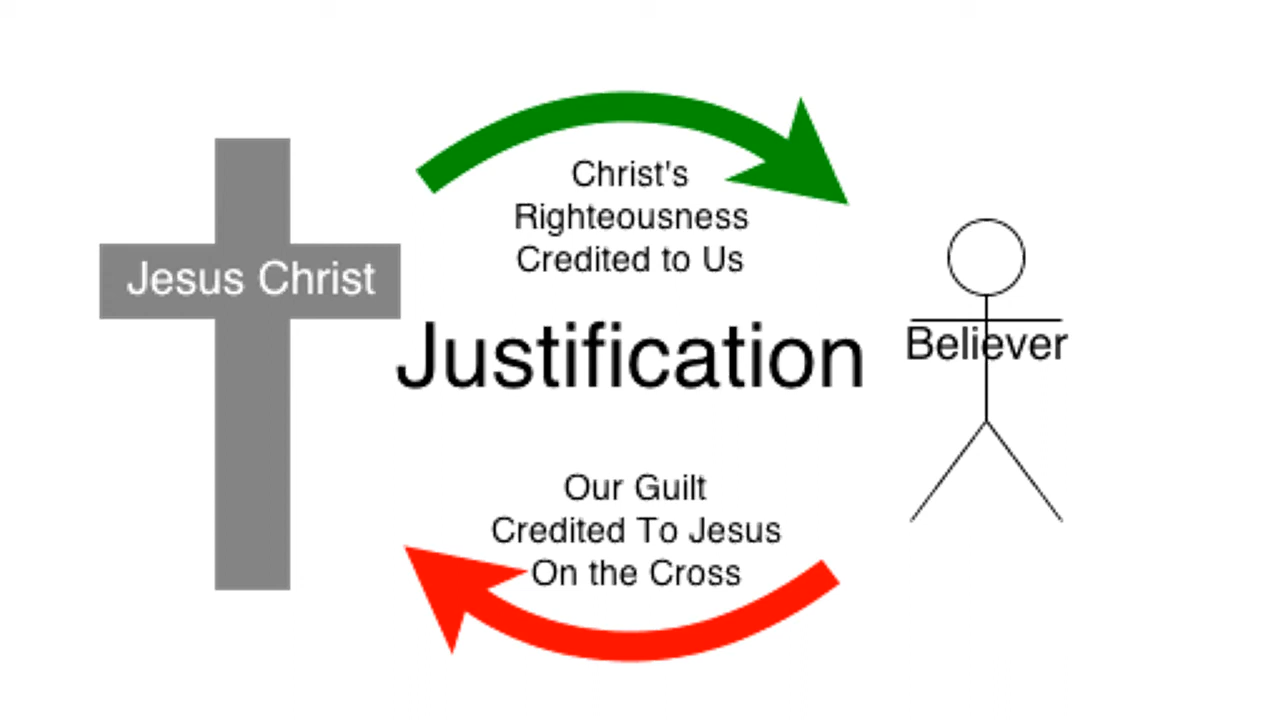 Christ's
Righteousness
Credited to Us
Jesus Christ
Justification
Believer
Our Guilt
Credited To Jesus
On the Cross